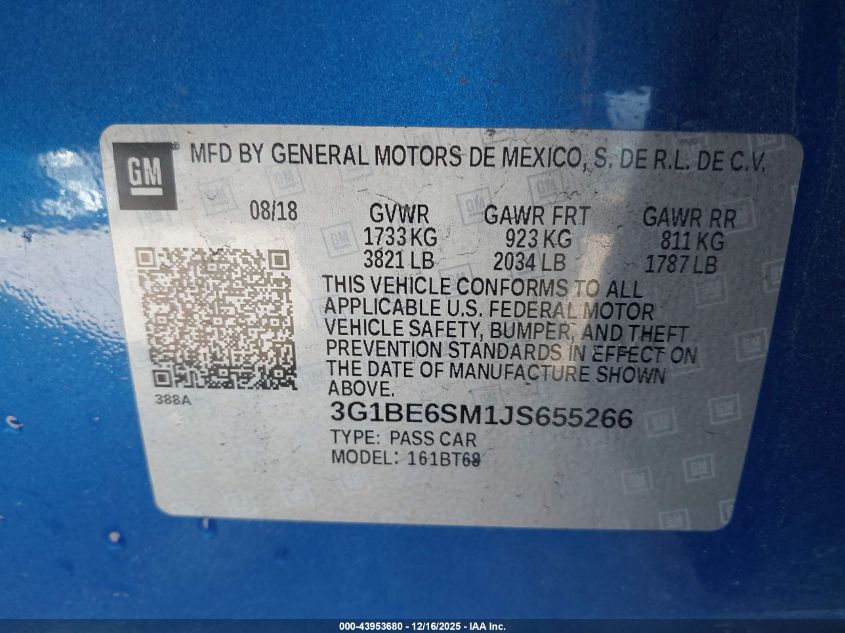 GM
MFD BY GENERAL MOTORS DE MEXICO, S. DE R.L. DE C.V.
08/18 GVWR GAWR FRT GAWR RR
1733 KG 923 KG 811 KG
3821 LB 2034 LB 1787 LB
THIS VEHICLE CONFORMS TO ALL
APPLICABLE U.S. FEDERAL MOTOR
VEHICLE SAFETY, BUMPER, AND THEFT
PREVENTION STANDARDS IN EFFECT ON
THE DATE OF MANUFACTURE SHOWN
ABOVE.
388A
3G1BE6SM1JS655266
TYPE: PASS CAR
MODEL: 161BT68
000-43953680 - 12/16/2025 - IAA Inc.